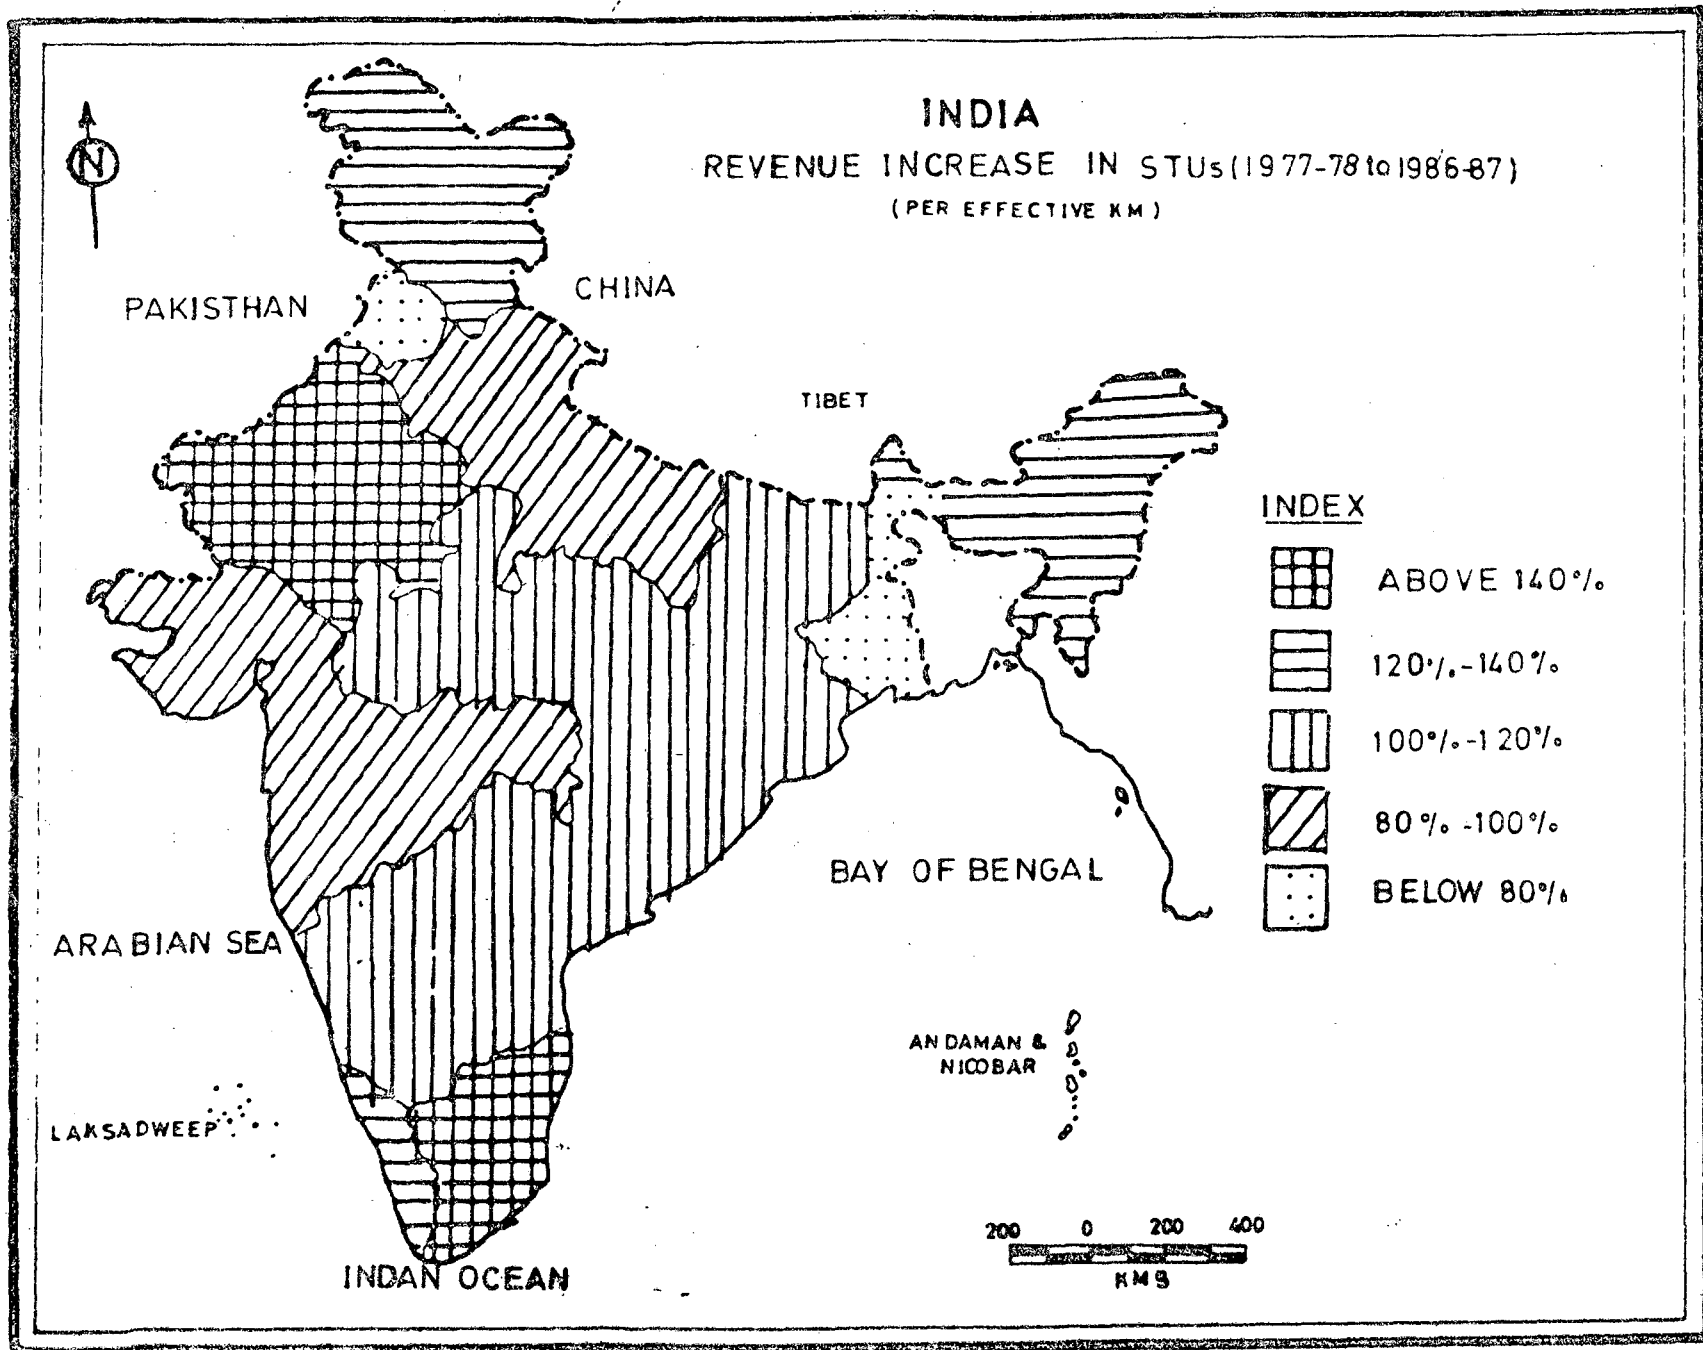 INDIA
REVENUE INCREASE IN STUs (1977-78 to 1986-87)
(PER EFFECTIVE KM)
N
PAKISTHAN
CHINA
TIBET
INDEX
ABOVE 140%
120%-140%
100%-120%
80%-100%
BELOW 80%
BAY OF BENGAL
ARABIAN SEA
ANDAMAN &
NICOBAR
LAKSADWEEP
200 0 200 400
KMS
INDAN OCEAN